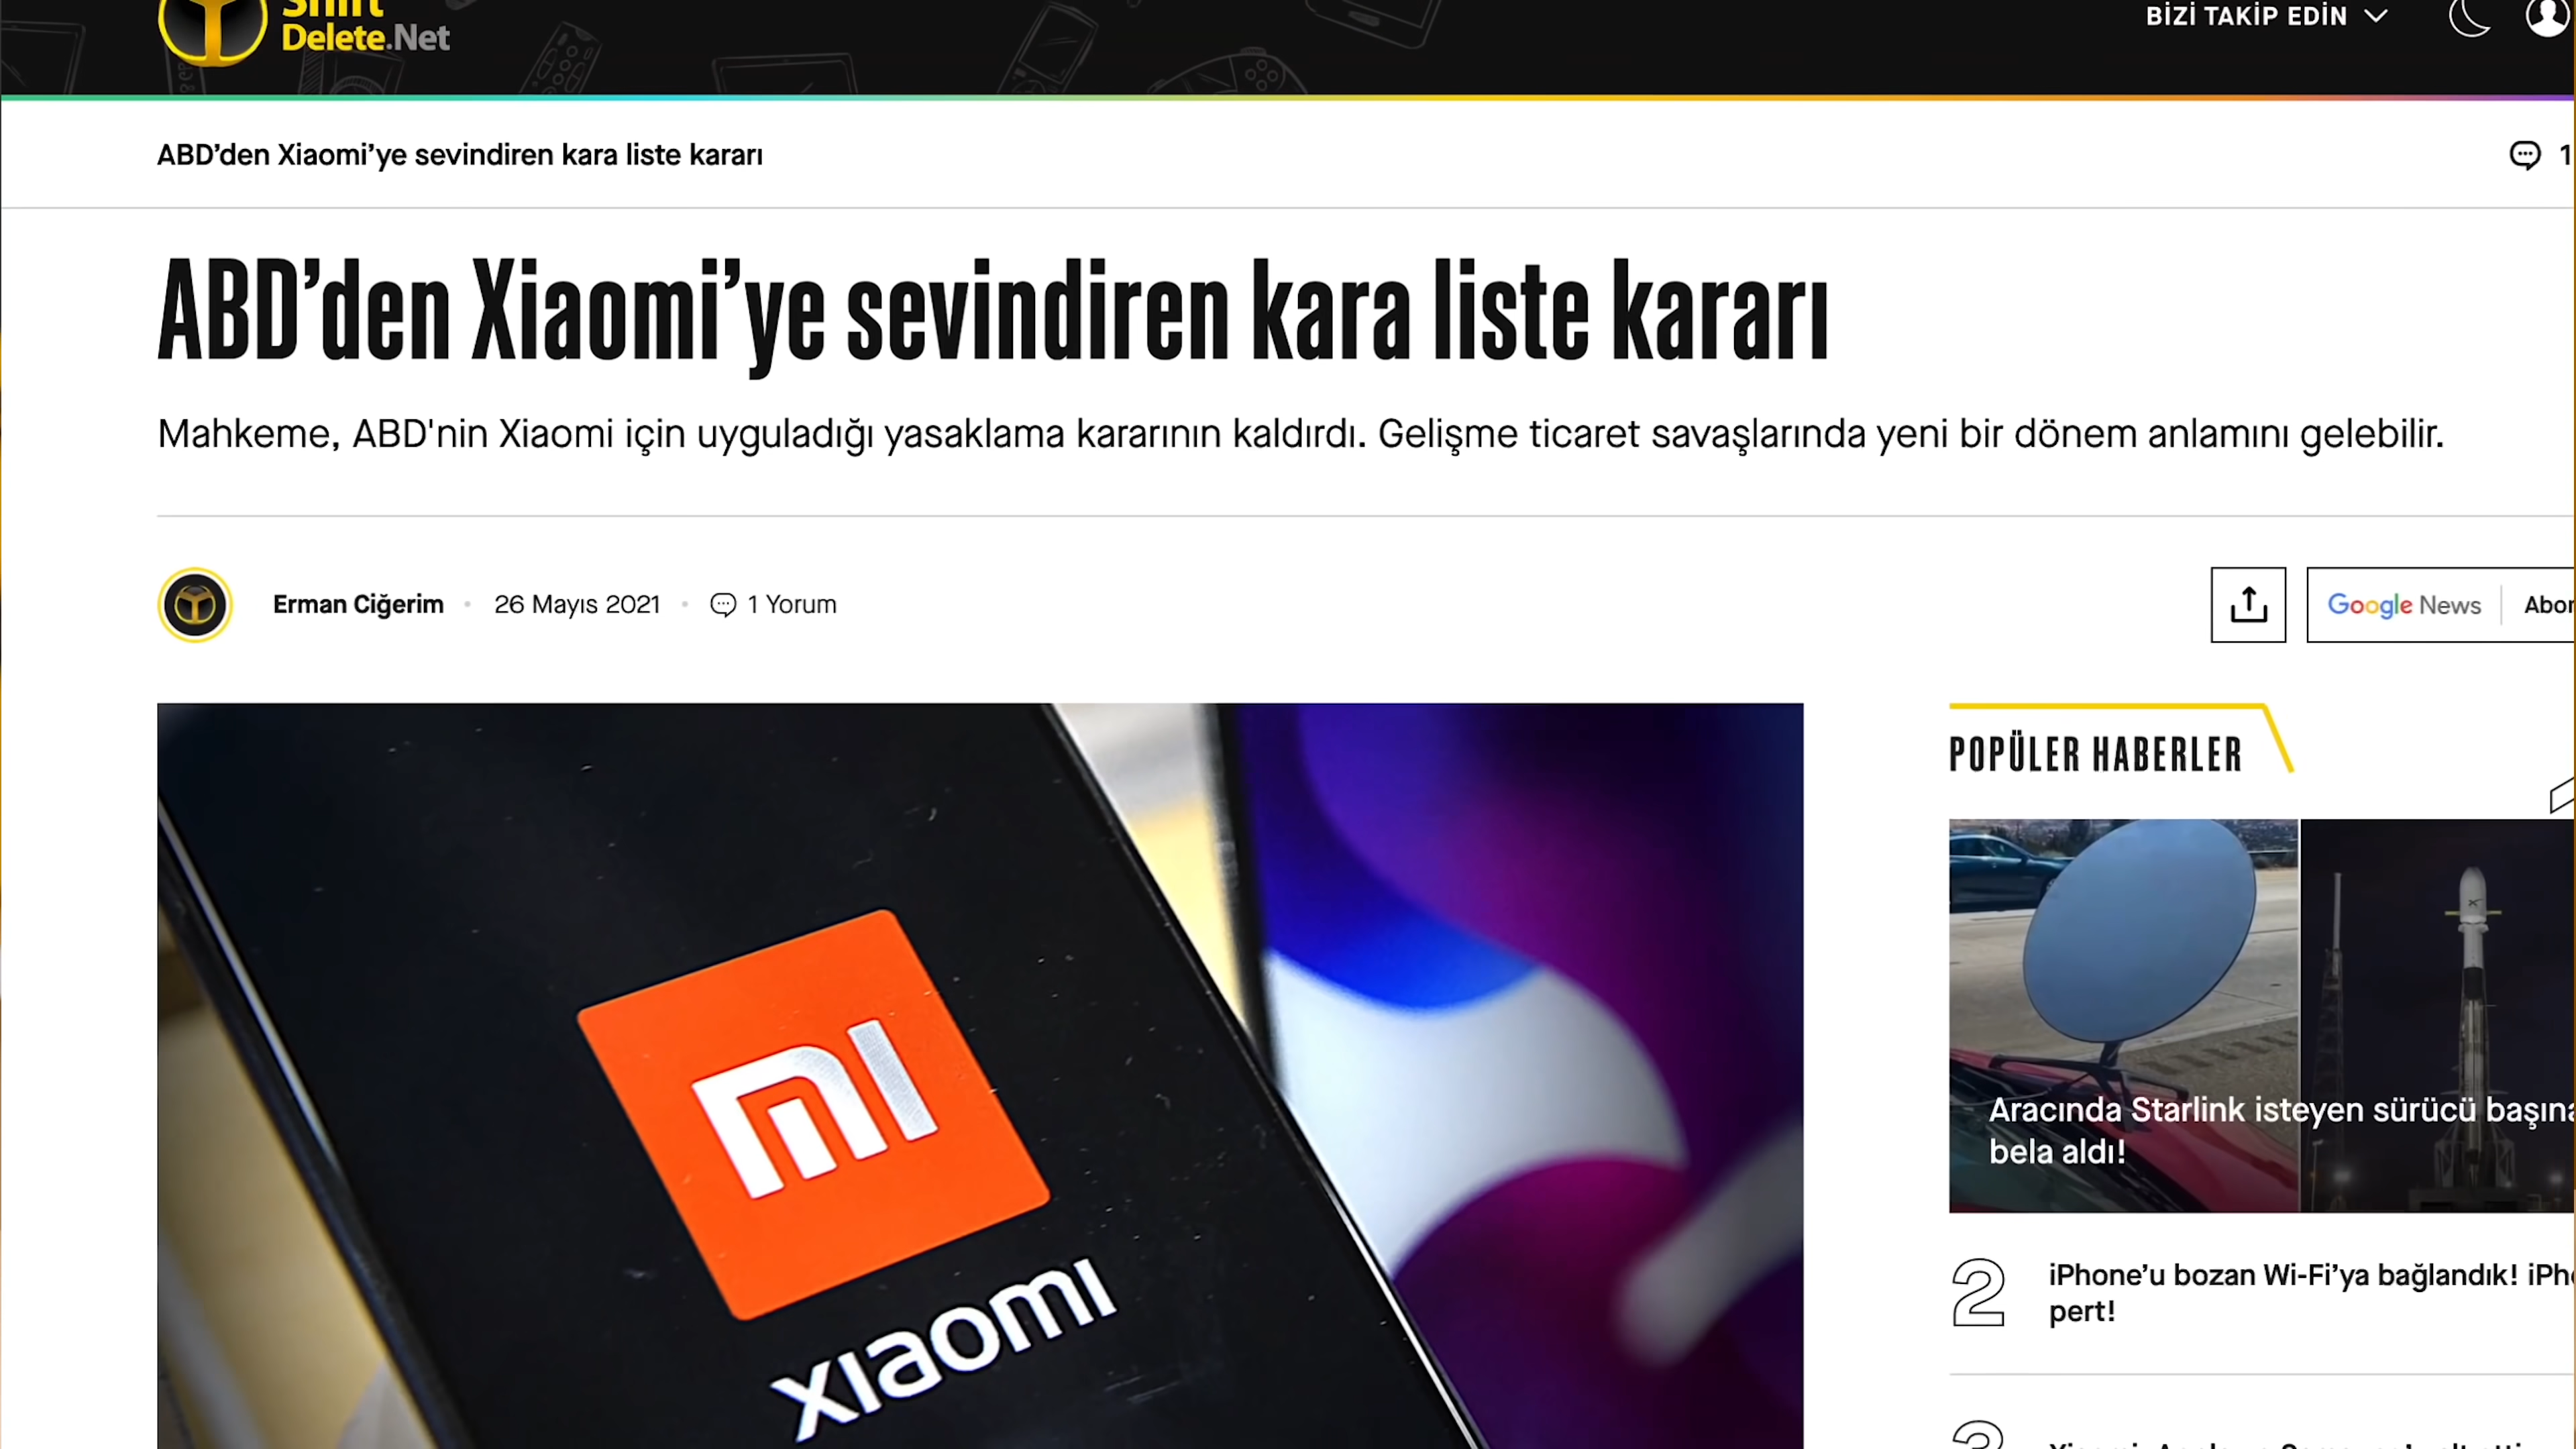 Shift
Delete.Net
BİZİ TAKİP EDİN
ABD’den Xiaomi’ye sevindiren kara liste kararı
1
ABD’den Xiaomi’ye sevindiren kara liste kararı
Mahkeme, ABD'nin Xiaomi için uyguladığı yasaklama kararının kaldırdı. Gelişme ticaret savaşlarında yeni bir dönem anlamını gelebilir.
Erman Ciğerim • 26 Mayıs 2021 • 1 Yorum
Google News
POPÜLER HABERLER
mi
xiaomi
Aracında Starlink isteyen sürücü başına
bela aldı!
2
iPhone’u bozan Wi-Fi’ya bağlandık!
pert!